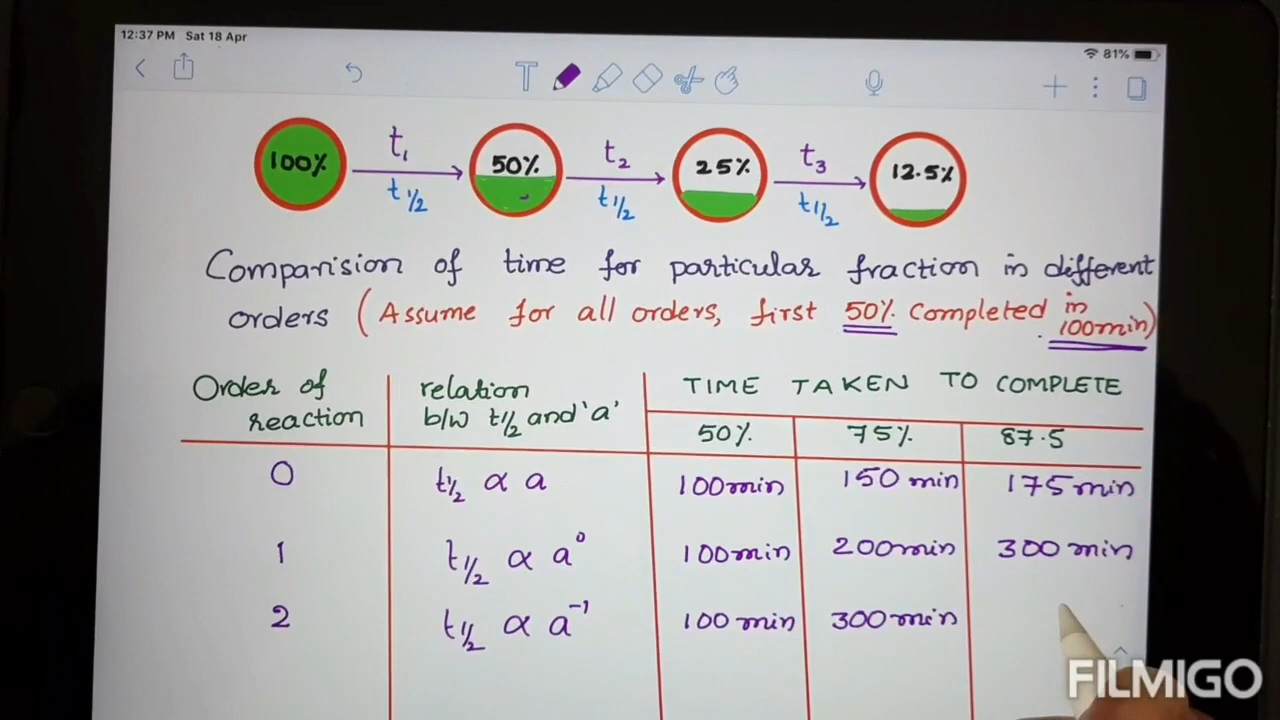 12:37 PM Sat 18 Apr
81%
T
t₁ t₂ t₃
100% 50% 25% 12.5%
t1/2 t1/2 t1/2
Comparision of time for particular fraction in different
orders (Assume for all orders, first 50% Completed in 100min)
Order of reaction
relation b/w t1/2 and 'a'
TIME TAKEN TO COMPLETE
50% 75% 87.5
0 t1/2 ∝ a 100min 150 min 175min
1 t1/2 ∝ a⁰ 100min 200min 300 min
2 t1/2 ∝ a⁻¹ 100 min 300min
FILMIGO